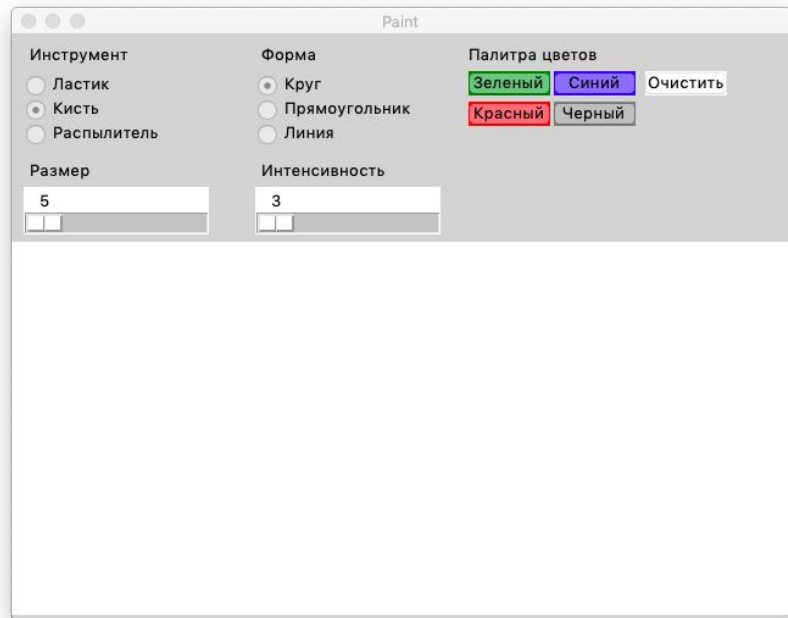 Paint
Инструмент
Ластик
Кисть
Распылитель
Форма
Круг
Прямоугольник
Линия
Палитра цветов
Зеленый Синий Очистить
Красный Черный
Размер
5
Интенсивность
3